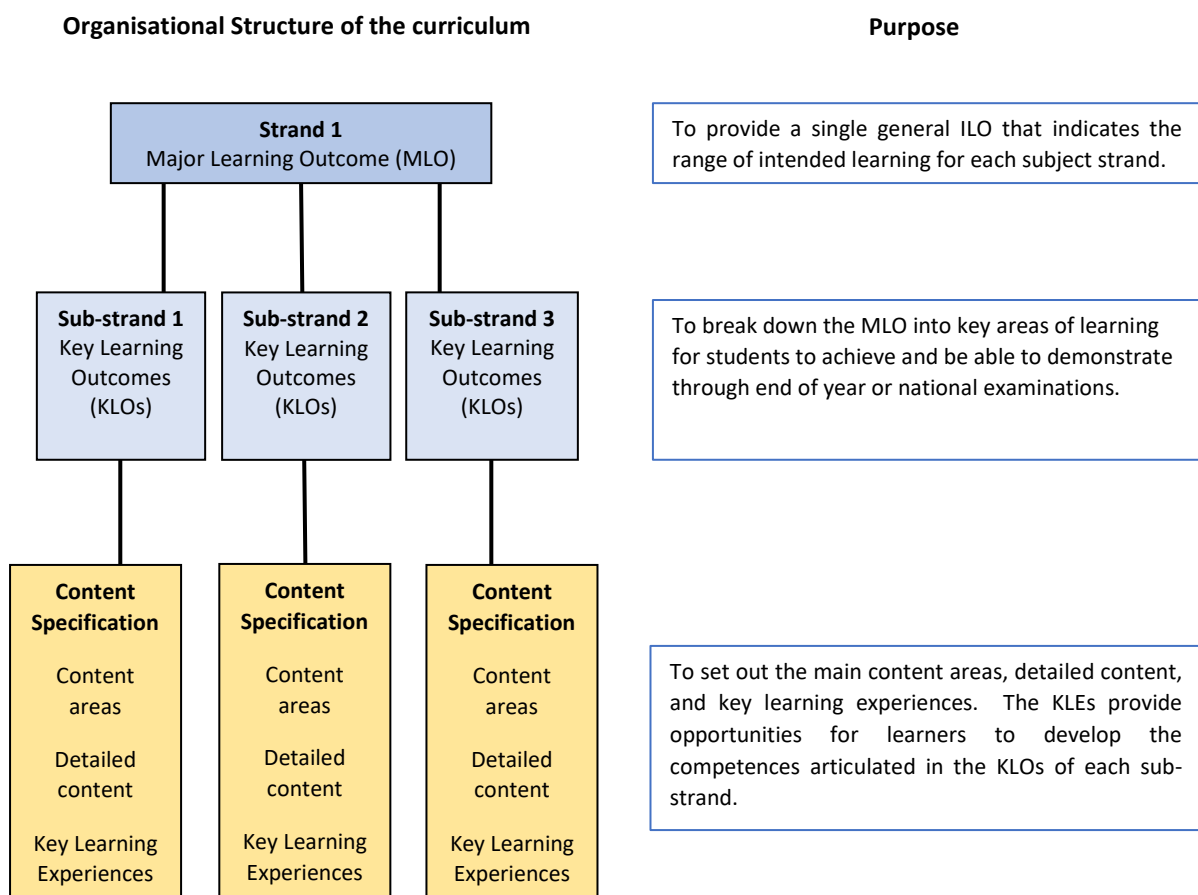 Organisational Structure of the curriculum
Purpose
Strand 1
Major Learning Outcome (MLO)
To provide a single general ILO that indicates the
range of intended learning for each subject strand.
Sub-strand 1
Key Learning
Outcomes
(KLOs)
Sub-strand 2
Key Learning
Outcomes
(KLOs)
Sub-strand 3
Key Learning
Outcomes
(KLOs)
To break down the MLO into key areas of learning
for students to achieve and be able to demonstrate
through end of year or national examinations.
Content
Specification
Content
areas
Detailed
content
Key Learning
Experiences
Content
Specification
Content
areas
Detailed
content
Key Learning
Experiences
Content
Specification
Content
areas
Detailed
content
Key Learning
Experiences
To set out the main content areas, detailed content,
and key learning experiences. The KLEs provide
opportunities for learners to develop the
competences articulated in the KLOs of each sub-
strand.